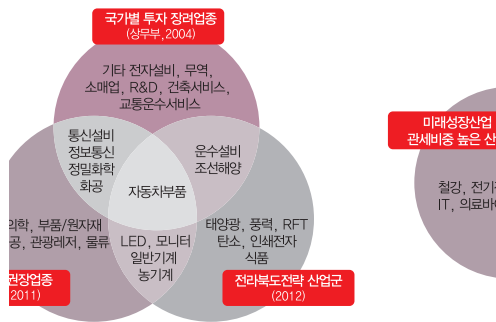 국가별 투자 장려업종
(상무부, 2004)
기타 전자설비, 무역,
소매업, R&D, 건축서비스,
교통운수서비스
통신설비
정보통신
정밀화학
화공
운수설비
조선해양
자동차부품
의학, 부품/원자재
공, 관광레저, 물류
LED, 모니터
일반기계
농기계
태양광, 풍력, RFT
탄소, 인쇄전자
식품
권장업종
2011)
전라북도전략 산업군
(2012)
미래성장산업
관세비중 높은 산
철강, 전기
IT, 의료바